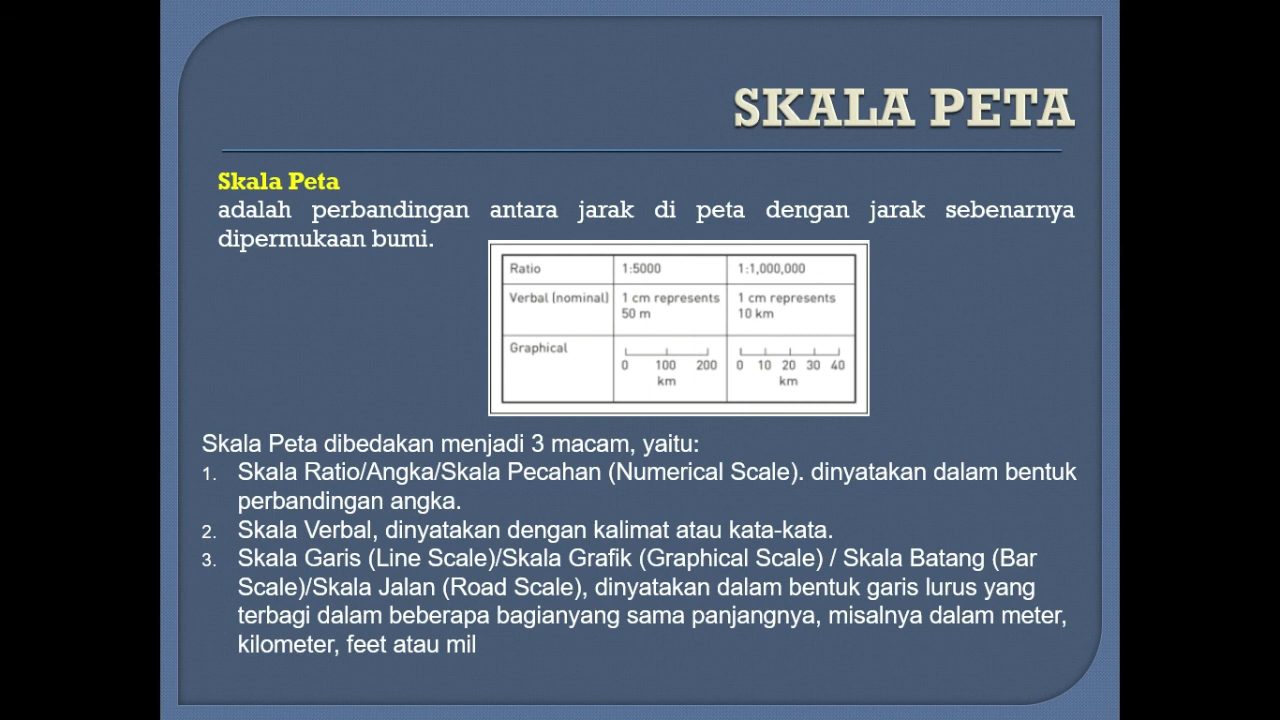 SKALA PETA
Skala Peta
adalah perbandingan antara jarak di peta dengan jarak sebenarnya
dipermukaan bumi.
Ratio 1:5000 1:1,000,000
Verbal (nominal) 1 cm represents 1 cm represents
50 m 10 km
Graphical
0 100 200 0 10 20 30 40
km km
Skala Peta dibedakan menjadi 3 macam, yaitu:
1. Skala Ratio/Angka/Skala Pecahan (Numerical Scale). dinyatakan dalam bentuk
perbandingan angka.
2. Skala Verbal, dinyatakan dengan kalimat atau kata-kata.
3. Skala Garis (Line Scale)/Skala Grafik (Graphical Scale) / Skala Batang (Bar
Scale)/Skala Jalan (Road Scale), dinyatakan dalam bentuk garis lurus yang
terbagi dalam beberapa bagianyang sama panjangnya, misalnya dalam meter,
kilometer, feet atau mil